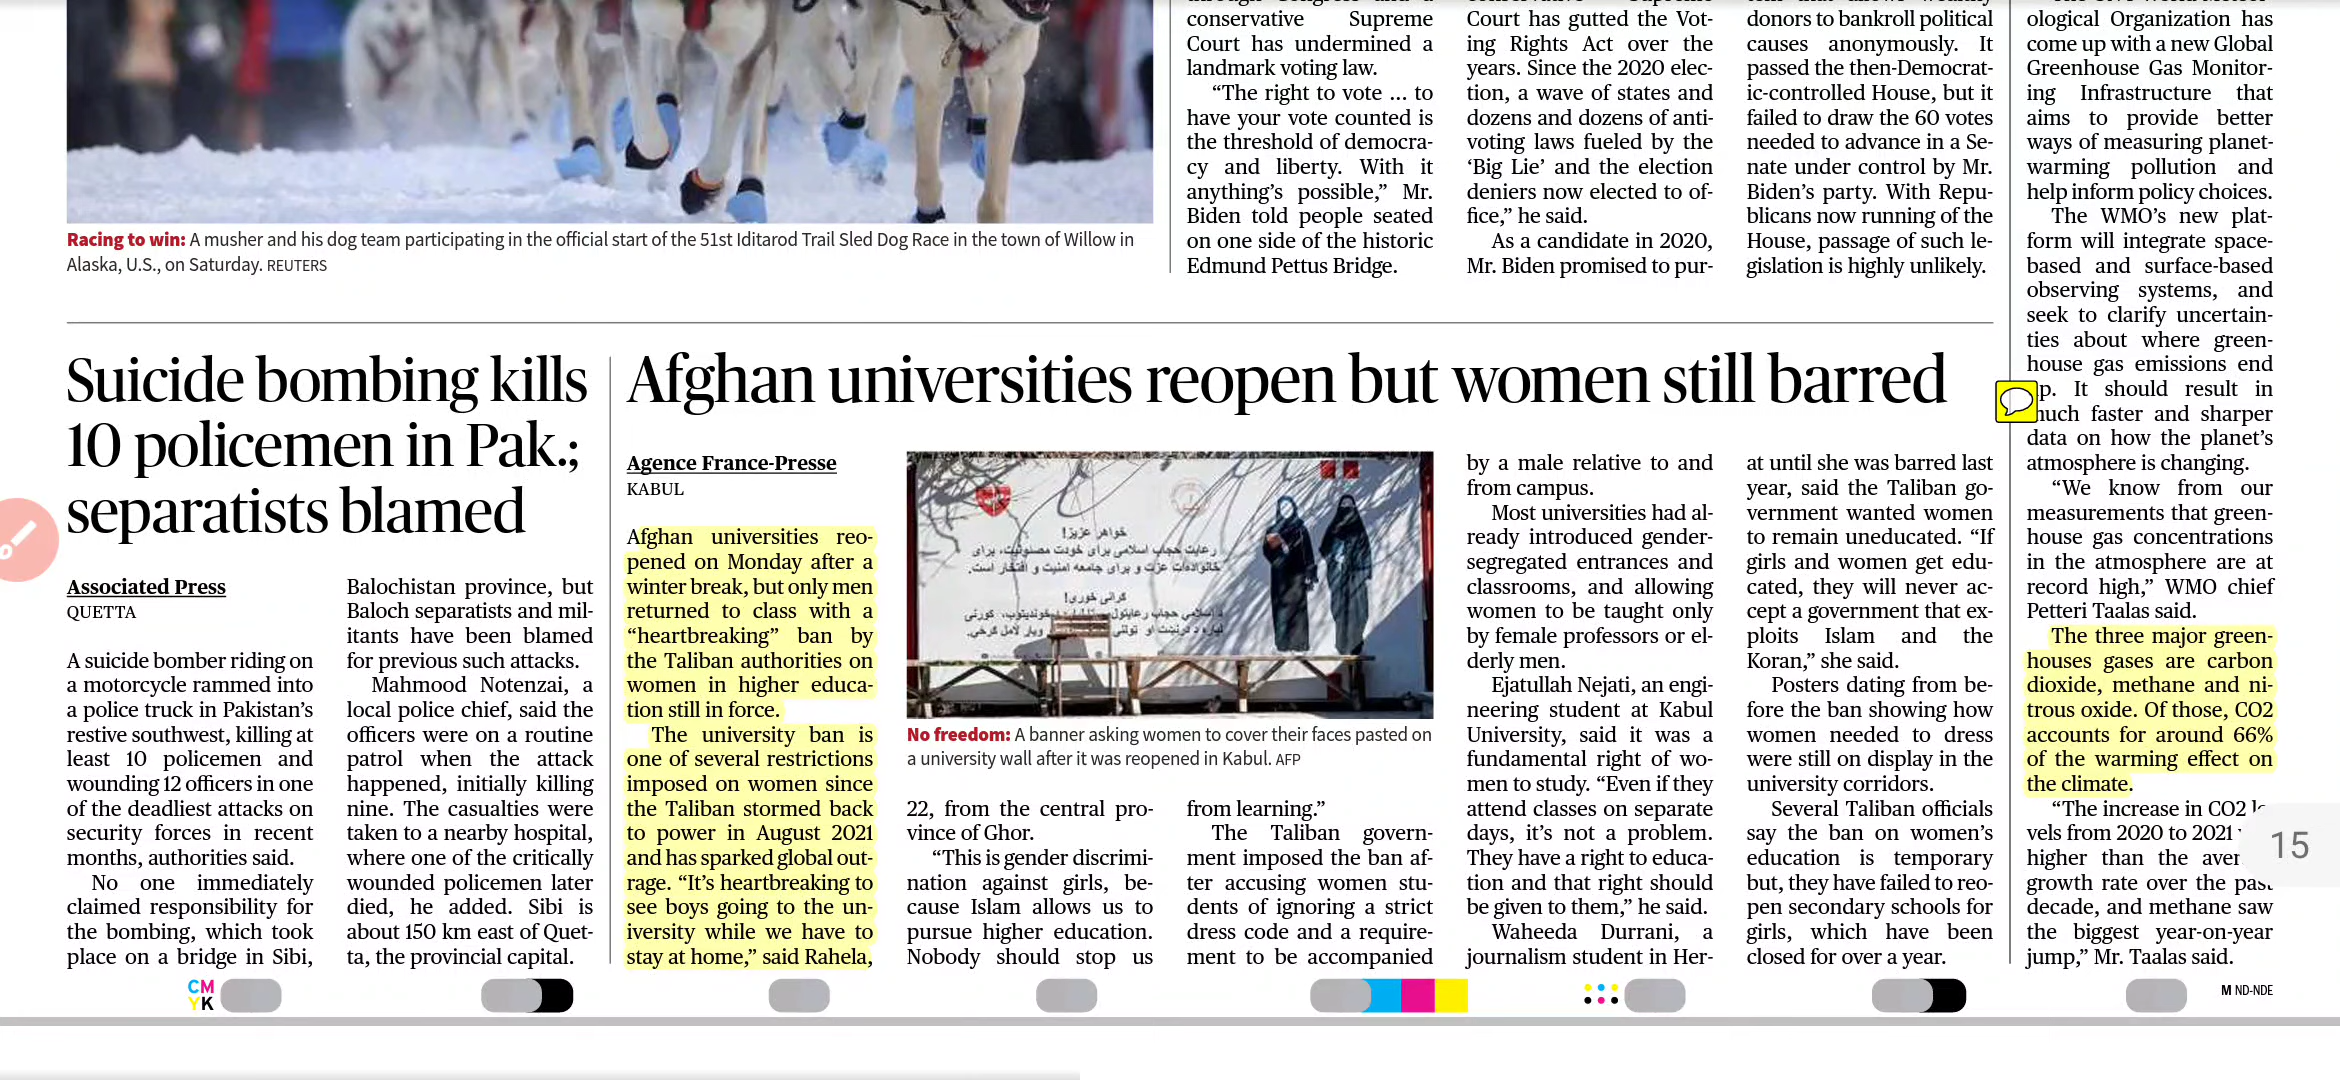 Racing to win: A musher and his dog team participating in the official start of the 51st Iditarod Trail Sled Dog Race in the town of Willow in
Alaska, U.S., on Saturday. REUTERS
conservative Supreme
Court has undermined a
landmark voting law.
“The right to vote ... to
have your vote counted is
the threshold of democra-
cy and liberty. With it
anything’s possible,” Mr.
Biden told people seated
on one side of the historic
Edmund Pettus Bridge.
Court has gutted the Vot-
ing Rights Act over the
years. Since the 2020 elec-
tion, a wave of states and
dozens and dozens of anti-
voting laws fueled by the
‘Big Lie’ and the election
deniers now elected to of-
fice,” he said.
As a candidate in 2020,
Mr. Biden promised to pur-
donors to bankroll political
causes anonymously. It
passed the then-Democrat-
ic-controlled House, but it
failed to draw the 60 votes
needed to advance in a Se-
nate under control by Mr.
Biden’s party. With Repu-
blicans now running of the
House, passage of such le-
gislation is highly unlikely.
ological Organization has
come up with a new Global
Greenhouse Gas Monitor-
ing Infrastructure that
aims to provide better
ways of measuring planet-
warming pollution and
help inform policy choices.
The WMO’s new plat-
form will integrate space-
based and surface-based
observing systems, and
seek to clarify uncertain-
ties about where green-
house gas emissions end
up. It should result in
much faster and sharper
data on how the planet’s
atmosphere is changing.
“We know from our
measurements that green-
house gas concentrations
in the atmosphere are at
record high,” WMO chief
Petteri Taalas said.
The three major green-
houses gases are carbon
dioxide, methane and ni-
trous oxide. Of those, CO2
accounts for around 66%
of the warming effect on
the climate.
“The increase in CO2
vels from 2020 to 2021
higher than the
growth rate over the past
decade, and methane saw
the biggest year-on-year
jump,” Mr. Taalas said.
Suicide bombing kills
10 policemen in Pak.;
separatists blamed
Associated Press
QUETTA
A suicide bomber riding on
a motorcycle rammed into
a police truck in Pakistan’s
restive southwest, killing at
least 10 policemen and
wounding 12 officers in one
of the deadliest attacks on
security forces in recent
months, authorities said.
No one immediately
claimed responsibility for
the bombing, which took
place on a bridge in Sibi,
Balochistan province, but
Baloch separatists and mil-
itants have been blamed
for previous such attacks.
Mahmood Notenzai, a
local police chief, said the
officers were on a routine
patrol when the attack
happened, initially killing
nine. The casualties were
taken to a nearby hospital,
where one of the critically
wounded policemen later
died, he added. Sibi is
about 150 km east of Quet-
ta, the provincial capital.
Afghan universities reopen but women still barred
Agence France-Presse
KABUL
Afghan universities reo-
pened on Monday after a
winter break, but only men
returned to class with a
“heartbreaking” ban by
the Taliban authorities on
women in higher educa-
tion still in force.
The university ban is
one of several restrictions
imposed on women since
the Taliban stormed back
to power in August 2021
and has sparked global out-
rage. “It’s heartbreaking to
see boys going to the un-
iversity while we have to
stay at home,” said Rahela,
خواهر عزیز!
رعایت حجاب اسلامی برای خودت مصئونیت، برای
خانواده‌ات عزت و برای جامعه امنیت و افتخار است.
گرانی خوری!
No freedom: A banner asking women to cover their faces pasted on
a university wall after it was reopened in Kabul. AFP
22, from the central pro-
vince of Ghor.
“This is gender discrimi-
nation against girls, be-
cause Islam allows us to
pursue higher education.
Nobody should stop us
from learning.”
The Taliban govern-
ment imposed the ban af-
ter accusing women stu-
dents of ignoring a strict
dress code and a require-
ment to be accompanied
by a male relative to and
from campus.
Most universities had al-
ready introduced gender-
segregated entrances and
classrooms, and allowing
women to be taught only
by female professors or el-
derly men.
Ejatullah Nejati, an engi-
neering student at Kabul
University, said it was a
fundamental right of wo-
men to study. “Even if they
attend classes on separate
days, it’s not a problem.
They have a right to educa-
tion and that right should
be given to them,” he said.
Waheeda Durrani, a
journalism student in Her-
at until she was barred last
year, said the Taliban go-
vernment wanted women
to remain uneducated. “If
girls and women get edu-
cated, they will never ac-
cept a government that ex-
ploits Islam and the
Koran,” she said.
Posters dating from be-
fore the ban showing how
women needed to dress
were still on display in the
university corridors.
Several Taliban officials
say the ban on women’s
education is temporary
but, they have failed to reo-
pen secondary schools for
girls, which have been
closed for over a year.
15
CM
YK
M ND-NDE